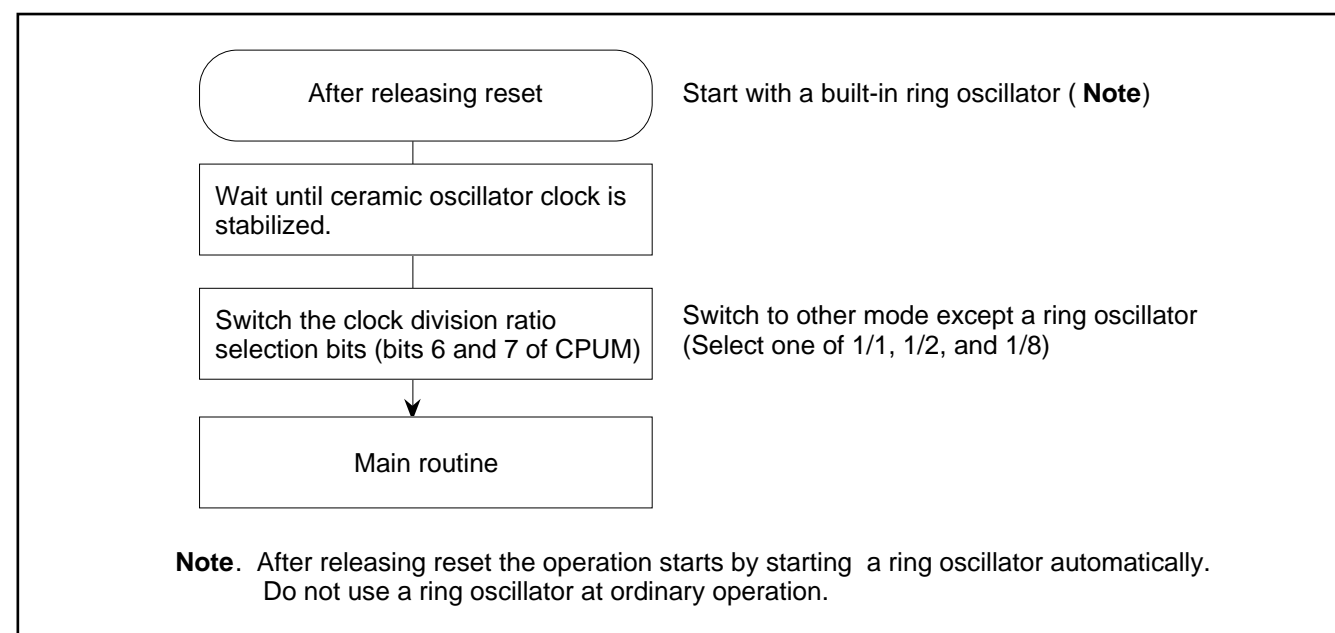 After releasing reset
Start with a built-in ring oscillator ( Note)
Wait until ceramic oscillator clock is
stabilized.
Switch the clock division ratio
selection bits (bits 6 and 7 of CPUM)
Switch to other mode except a ring oscillator
(Select one of 1/1, 1/2, and 1/8)
Main routine
Note. After releasing reset the operation starts by starting a ring oscillator automatically.
Do not use a ring oscillator at ordinary operation.